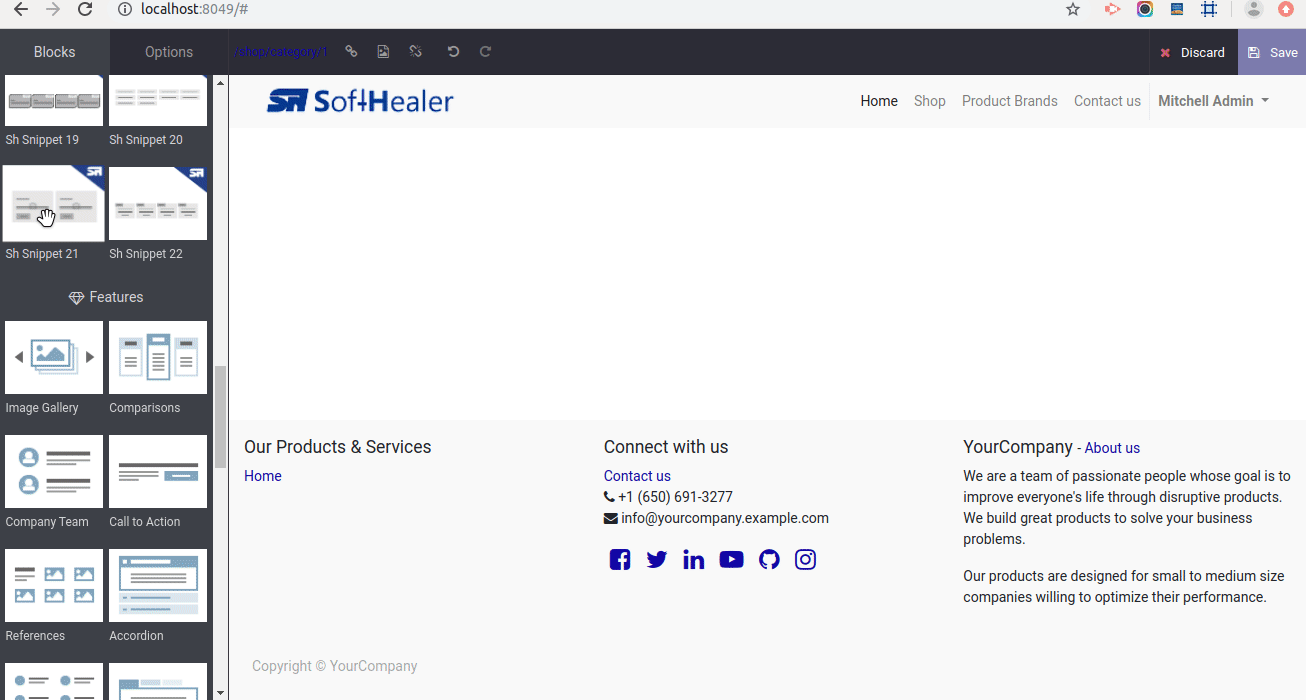 localhost:8049/#
Blocks
Options
/shop/category/1
Discard
Save
Sh Snippet 19
Sh Snippet 20
Sh Snippet 21
Sh Snippet 22
Features
Image Gallery
Comparisons
Company Team
Call to Action
References
Accordion
SoftHealer
Home
Shop
Product Brands
Contact us
Mitchell Admin
Our Products & Services
Home
Connect with us
Contact us
+1 (650) 691-3277
info@yourcompany.example.com
YourCompany - About us
We are a team of passionate people whose goal is to
improve everyone's life through disruptive products.
We build great products to solve your business
problems.
Our products are designed for small to medium size
companies willing to optimize their performance.
Copyright © YourCompany